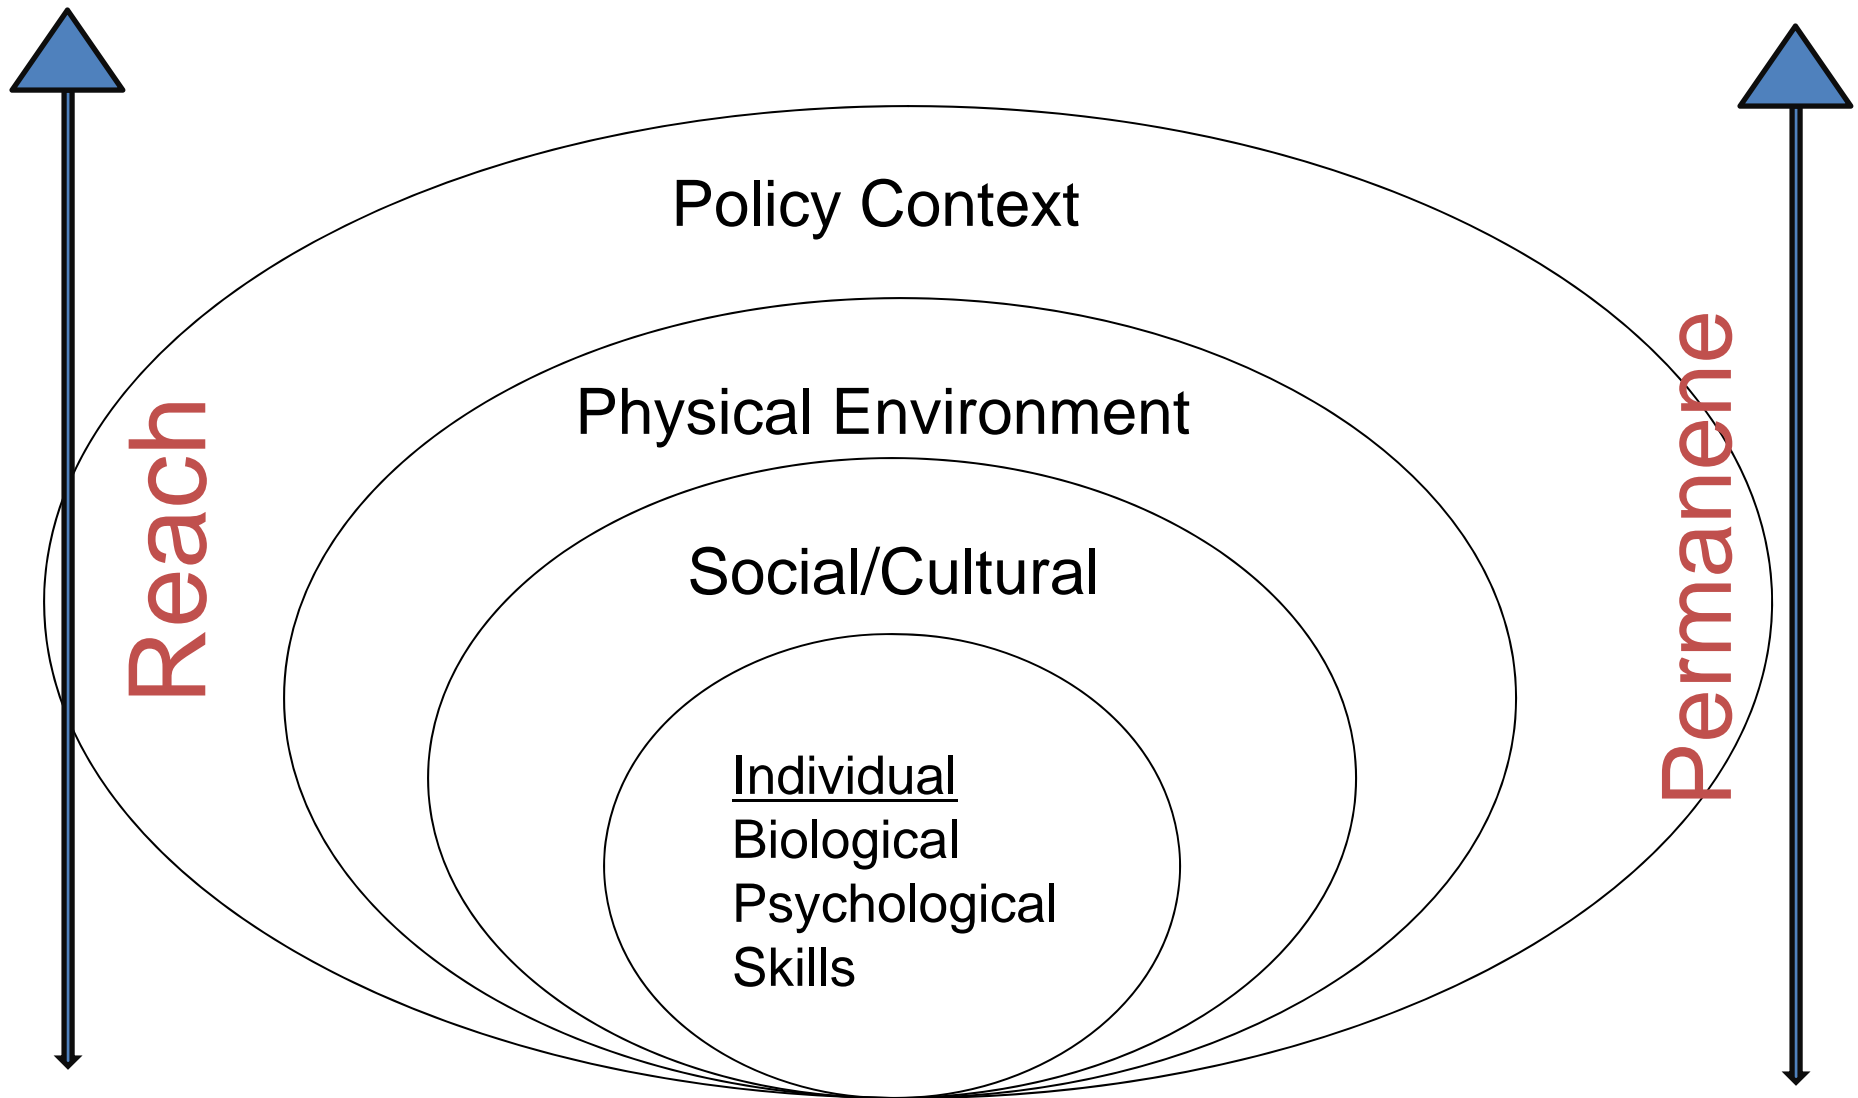 Policy Context
Physical Environment
Social/Cultural
Individual
Biological
Psychological
Skills
Reach
Permanene